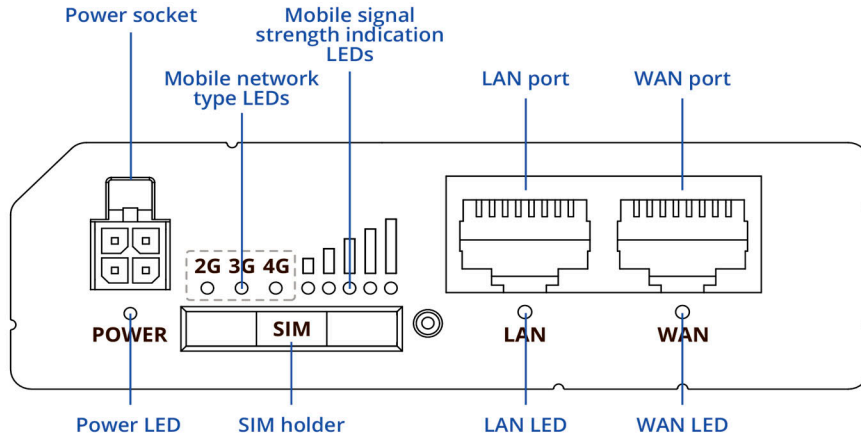 Power socket
Mobile signal
strength indication
LEDs
Mobile network
type LEDs
LAN port
WAN port
2G 3G 4G
POWER
SIM
LAN
WAN
Power LED
SIM holder
LAN LED
WAN LED